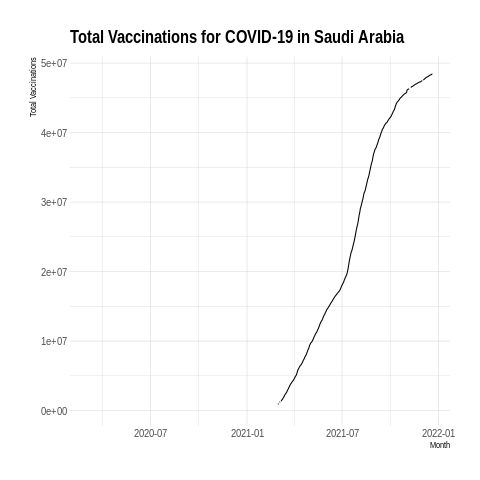 Total Vaccinations for COVID-19 in Saudi Arabia
Total Vaccinations
5e+07
4e+07
3e+07
2e+07
1e+07
0e+00
2020-07 2021-01 2021-07 2022-01
Month